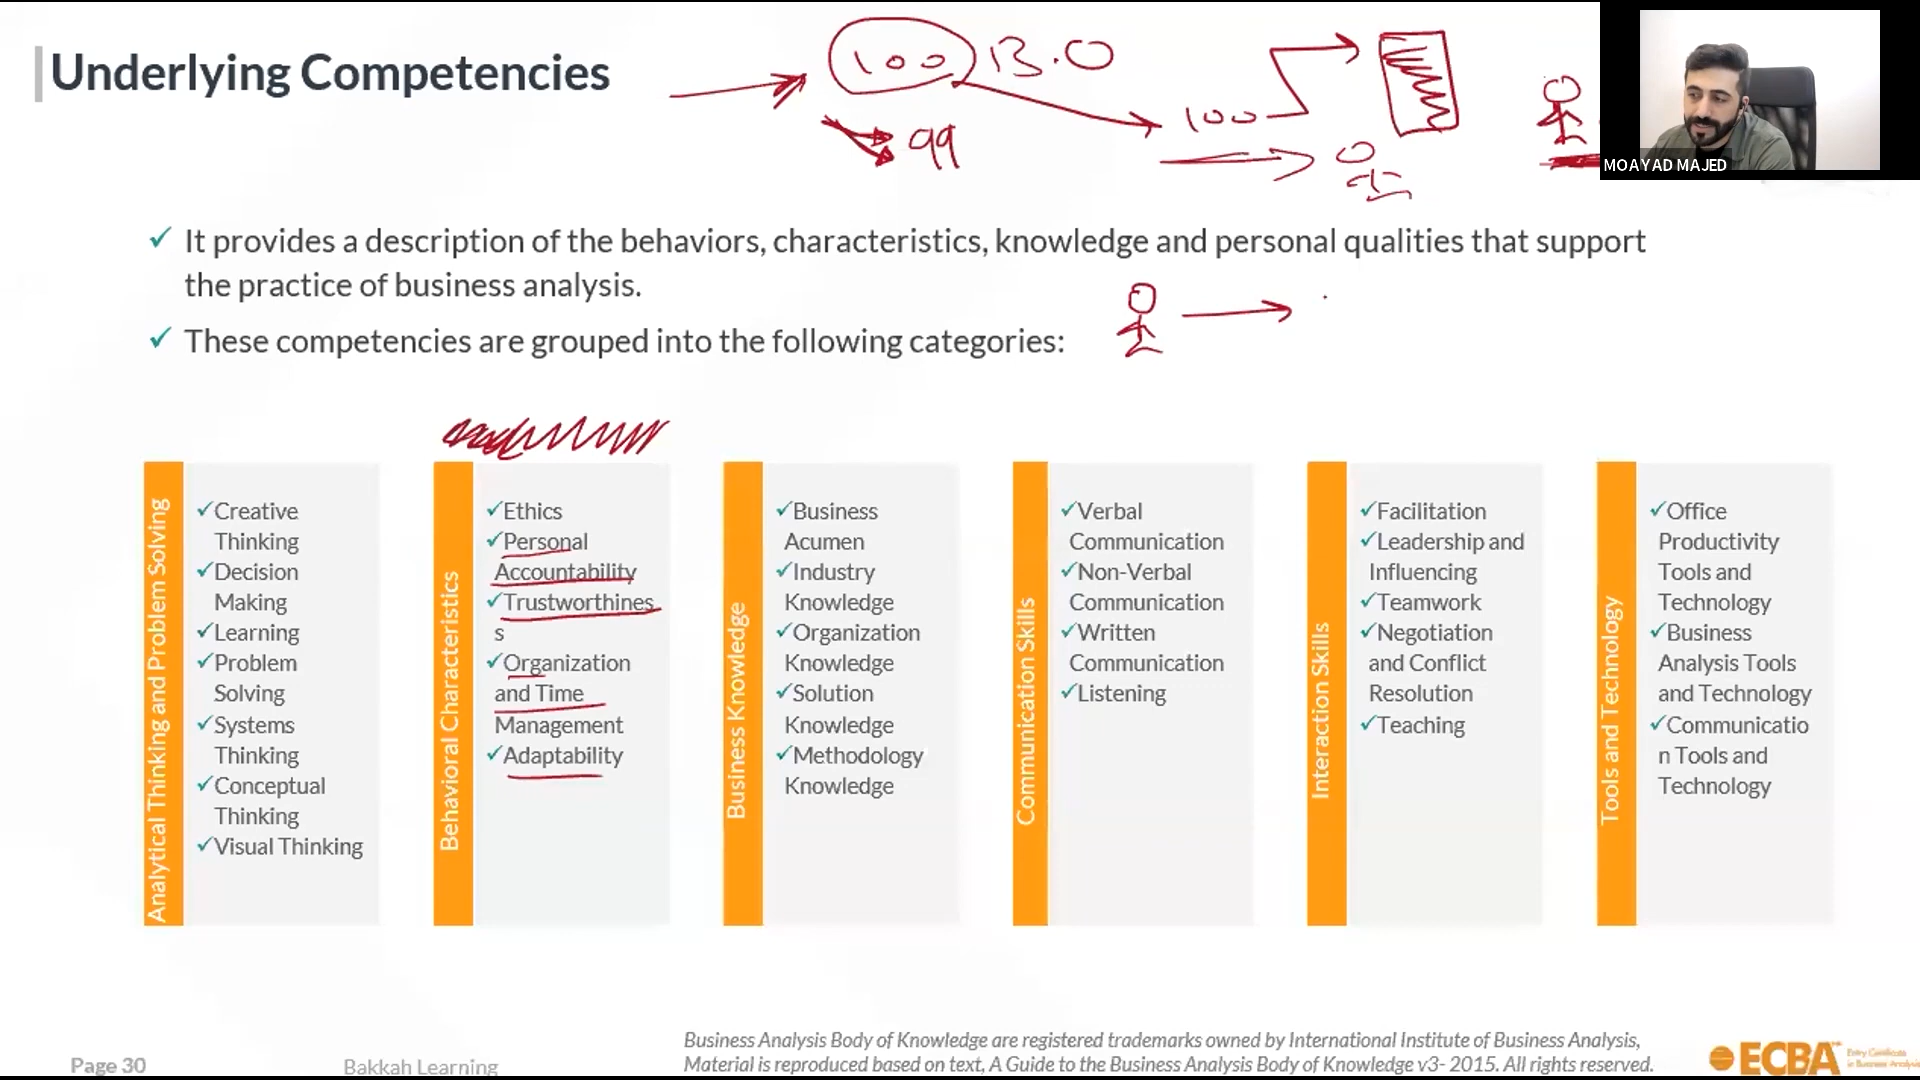 Underlying Competencies
100 B.O
99
100
MOAYAD MAJED
It provides a description of the behaviors, characteristics, knowledge and personal qualities that support
the practice of business analysis.
These competencies are grouped into the following categories:
Analytical Thinking and Problem Solving
Creative
Thinking
Decision
Making
Learning
Problem
Solving
Systems
Thinking
Conceptual
Thinking
Visual Thinking
Behavioral Characteristics
Ethics
Personal
Accountability
Trustworthines
s
Organization
and Time
Management
Adaptability
Business Knowledge
Business
Acumen
Industry
Knowledge
Organization
Knowledge
Solution
Knowledge
Methodology
Knowledge
Communication Skills
Verbal
Communication
Non-Verbal
Communication
Written
Communication
Listening
Interaction Skills
Facilitation
Leadership and
Influencing
Teamwork
Negotiation
and Conflict
Resolution
Teaching
Tools and Technology
Office
Productivity
Tools and
Technology
Business
Analysis Tools
and Technology
Communicatio
n Tools and
Technology
Page 30
Bakkah Learning
Business Analysis Body of Knowledge are registered trademarks owned by International Institute of Business Analysis,
Material is reproduced based on text, A Guide to the Business Analysis Body of Knowledge v3- 2015. All rights reserved.
ECBA
Entry Certificate
in Business Analysis